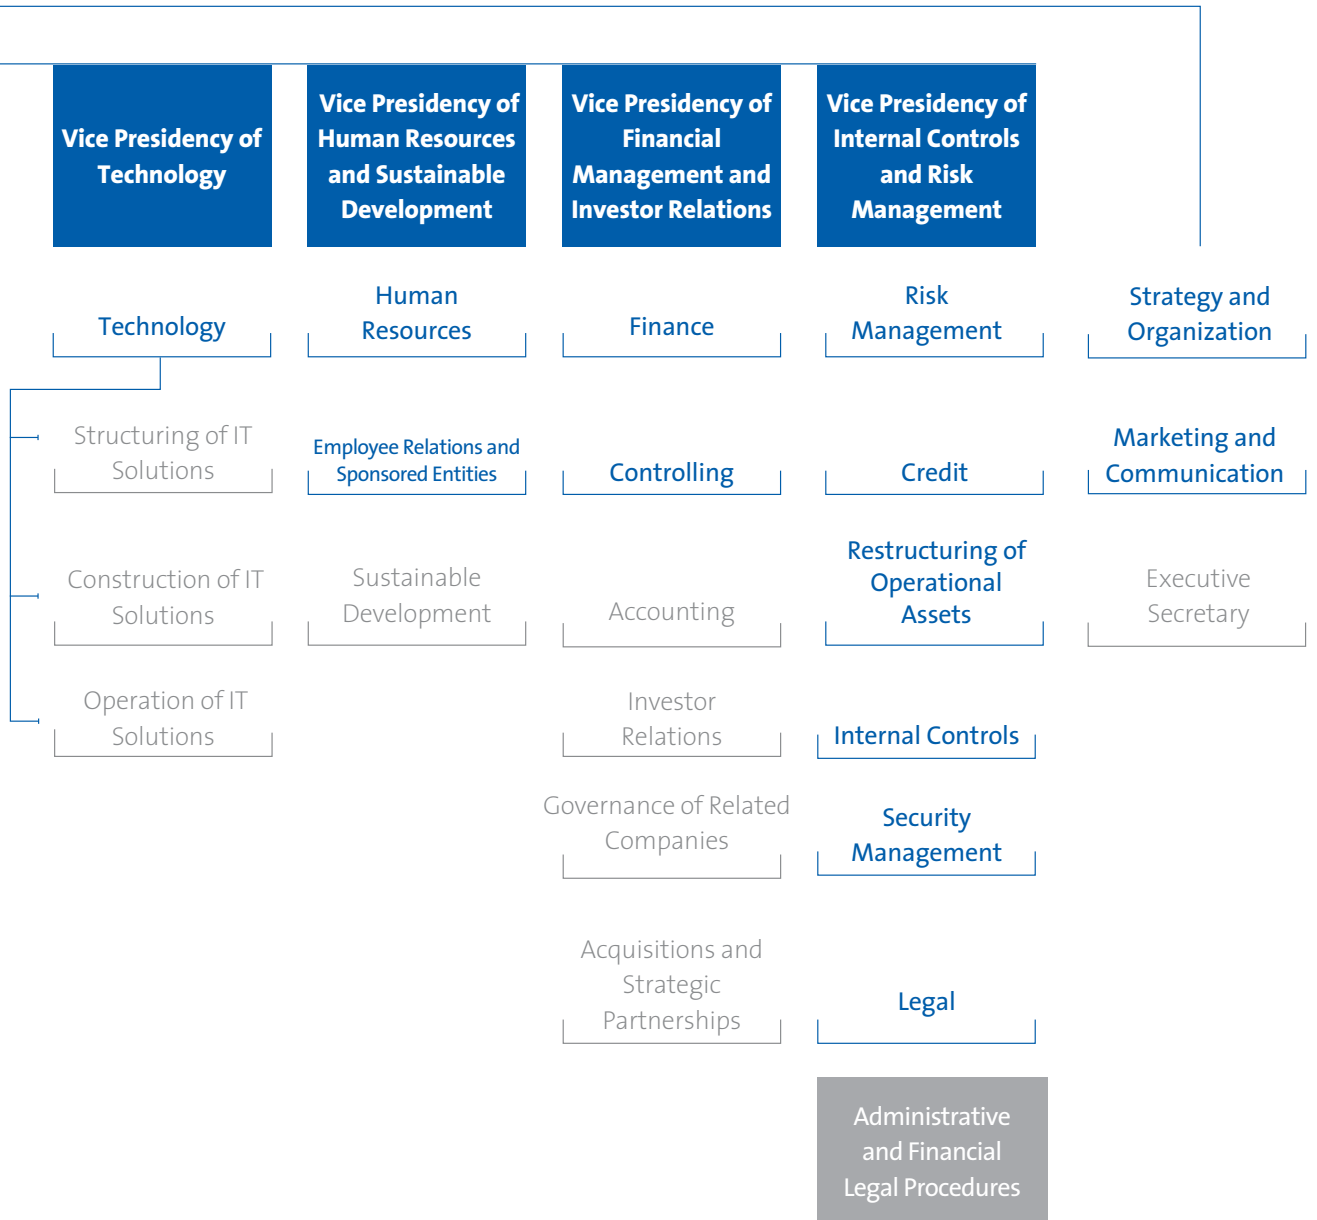 Vice Presidency of
Technology
Vice Presidency of
Human Resources
and Sustainable
Development
Vice Presidency of
Financial
Management and
Investor Relations
Vice Presidency of
Internal Controls
and Risk
Management
Technology
Human
Resources
Finance
Risk
Management
Strategy and
Organization
Structuring of IT
Solutions
Employee Relations and
Sponsored Entities
Controlling
Credit
Marketing and
Communication
Construction of IT
Solutions
Sustainable
Development
Accounting
Restructuring of
Operational
Assets
Executive
Secretary
Operation of IT
Solutions
Investor
Relations
Internal Controls
Governance of Related
Companies
Security
Management
Acquisitions and
Strategic
Partnerships
Legal
Administrative
and Financial
Legal Procedures